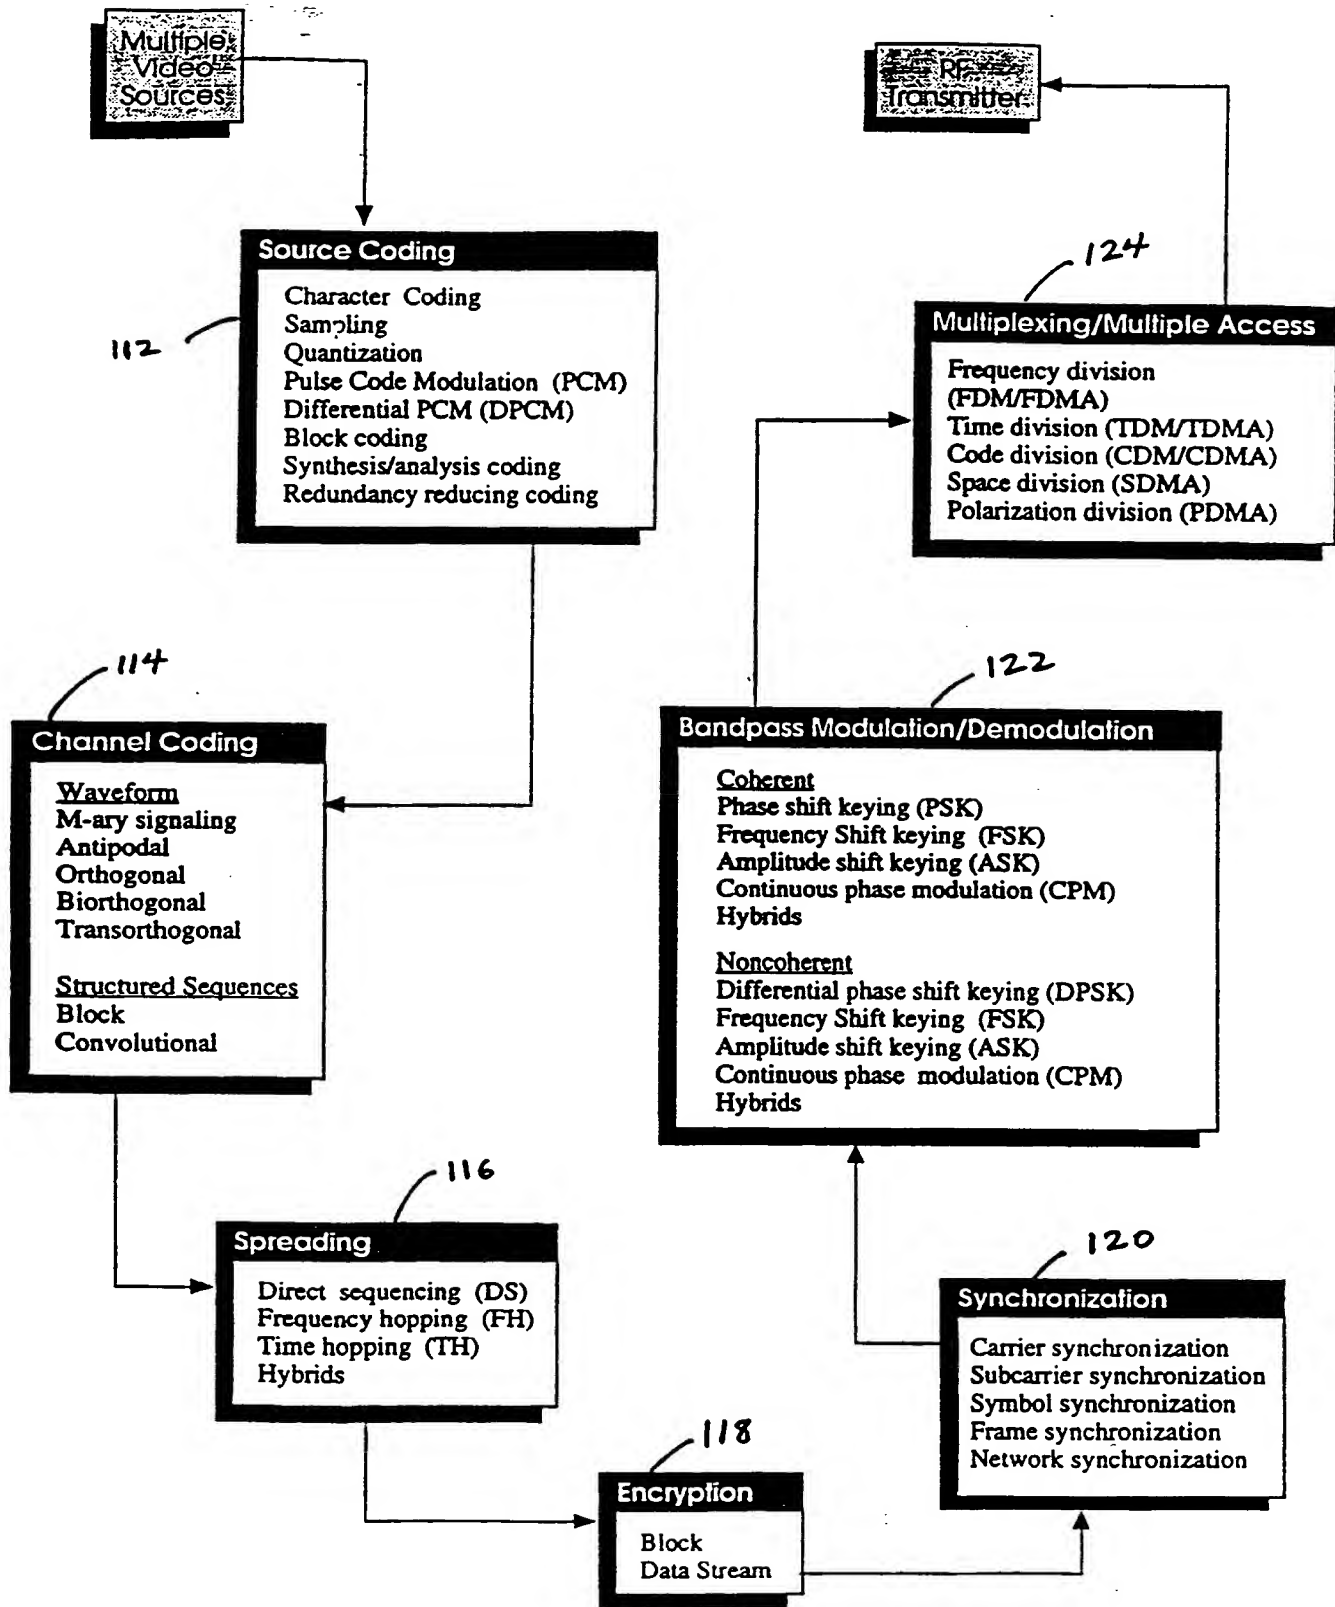 Multiple
Video
Sources
RF
Transmitter
Source Coding
Character Coding
Sampling
Quantization
Pulse Code Modulation (PCM)
Differential PCM (DPCM)
Block coding
Synthesis/analysis coding
Redundancy reducing coding
112
124
Multiplexing/Multiple Access
Frequency division
(FDM/FDMA)
Time division (TDM/TDMA)
Code division (CDM/CDMA)
Space division (SDMA)
Polarization division (PDMA)
114
Channel Coding
Waveform
M-ary signaling
Antipodal
Orthogonal
Biorthogonal
Transorthogonal
Structured Sequences
Block
Convolutional
122
Bandpass Modulation/Demodulation
Coherent
Phase shift keying (PSK)
Frequency Shift keying (FSK)
Amplitude shift keying (ASK)
Continuous phase modulation (CPM)
Hybrids
Noncoherent
Differential phase shift keying (DPSK)
Frequency Shift keying (FSK)
Amplitude shift keying (ASK)
Continuous phase modulation (CPM)
Hybrids
116
Spreading
Direct sequencing (DS)
Frequency hopping (FH)
Time hopping (TH)
Hybrids
118
Encryption
Block
Data Stream
120
Synchronization
Carrier synchronization
Subcarrier synchronization
Symbol synchronization
Frame synchronization
Network synchronization